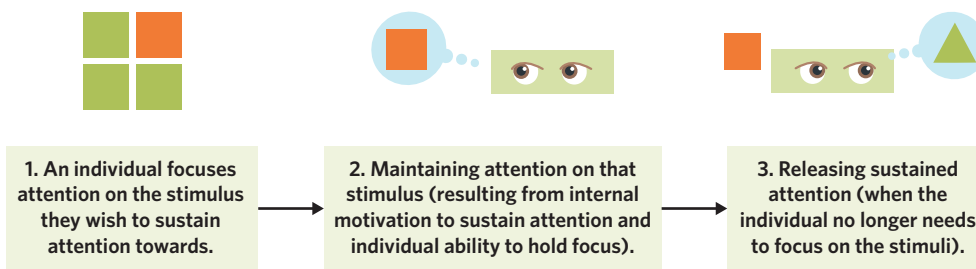 1. An individual focuses
attention on the stimulus
they wish to sustain
attention towards.
2. Maintaining attention on that
stimulus (resulting from internal
motivation to sustain attention and
individual ability to hold focus).
3. Releasing sustained
attention (when the
individual no longer needs
to focus on the stimuli).